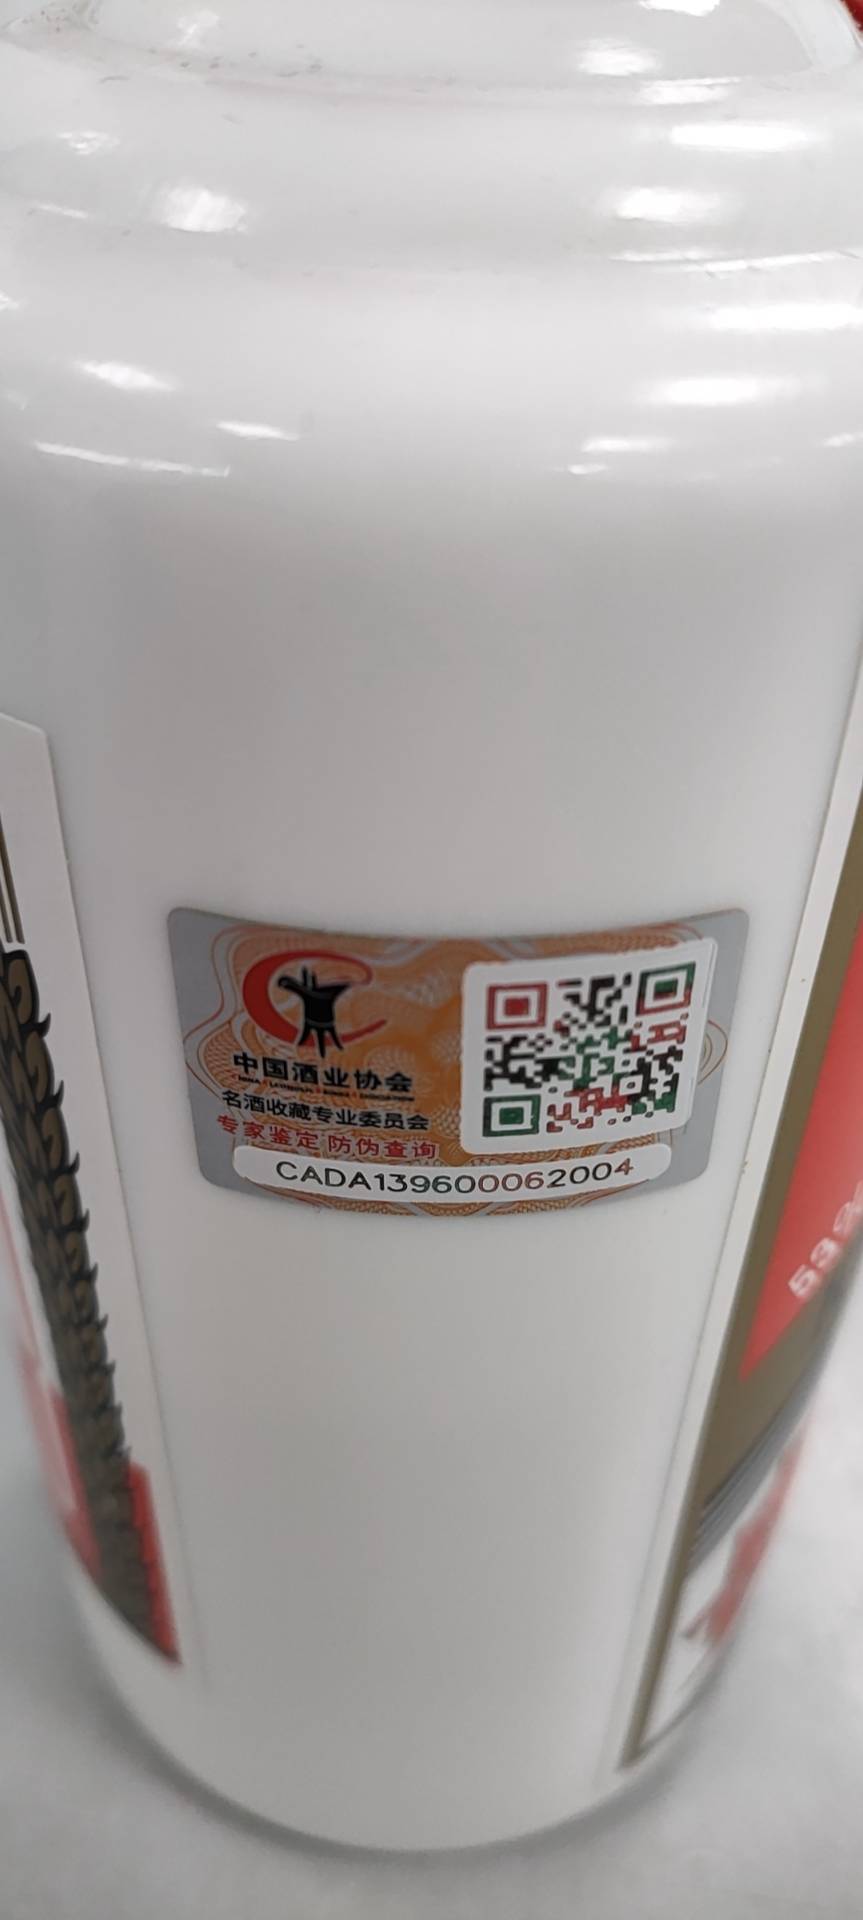 中国酒业协会
名酒收藏专业委员会
专家鉴定 防伪查询
CADA139600062004
53%